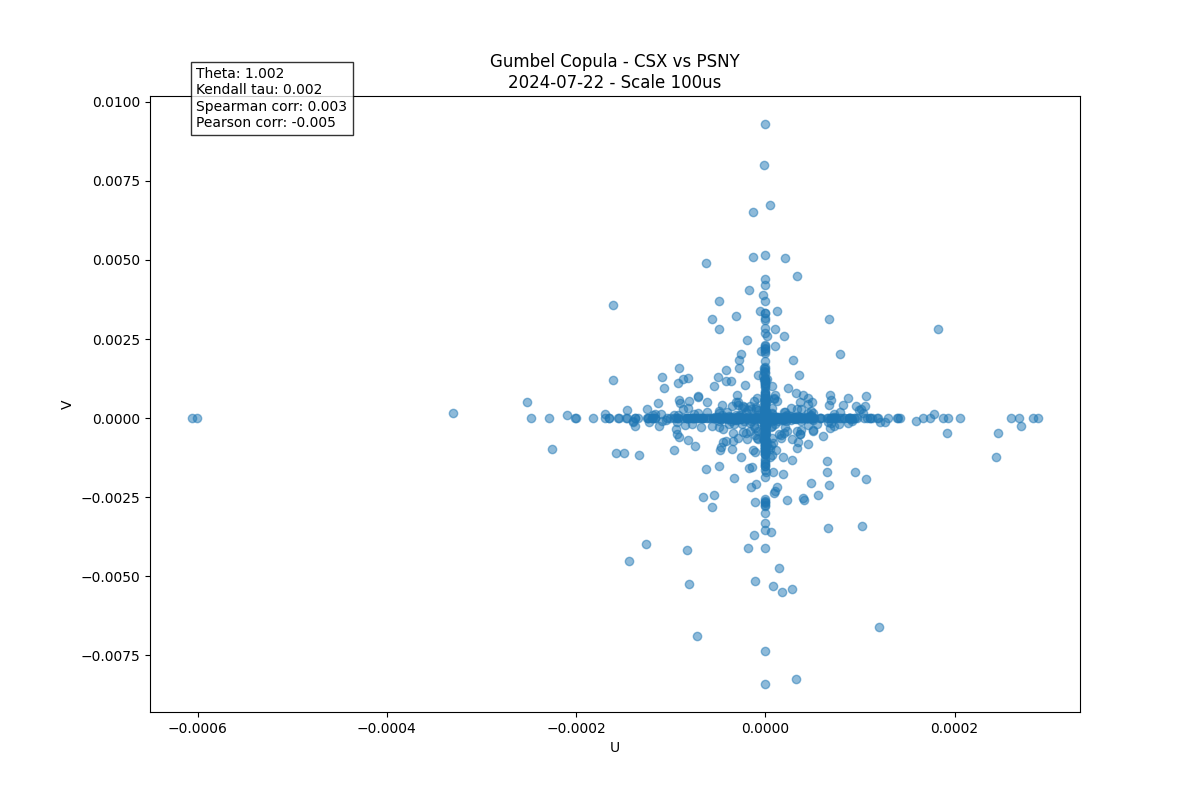 Gumbel Copula - CSX vs PSNY
2024-07-22 - Scale 100us
Theta: 1.002
Kendall tau: 0.002
Spearman corr: 0.003
Pearson corr: -0.005
0.0100
0.0075
0.0050
0.0025
0.0000
−0.0025
−0.0050
−0.0075
V
−0.0006
−0.0004
−0.0002
0.0000
0.0002
U